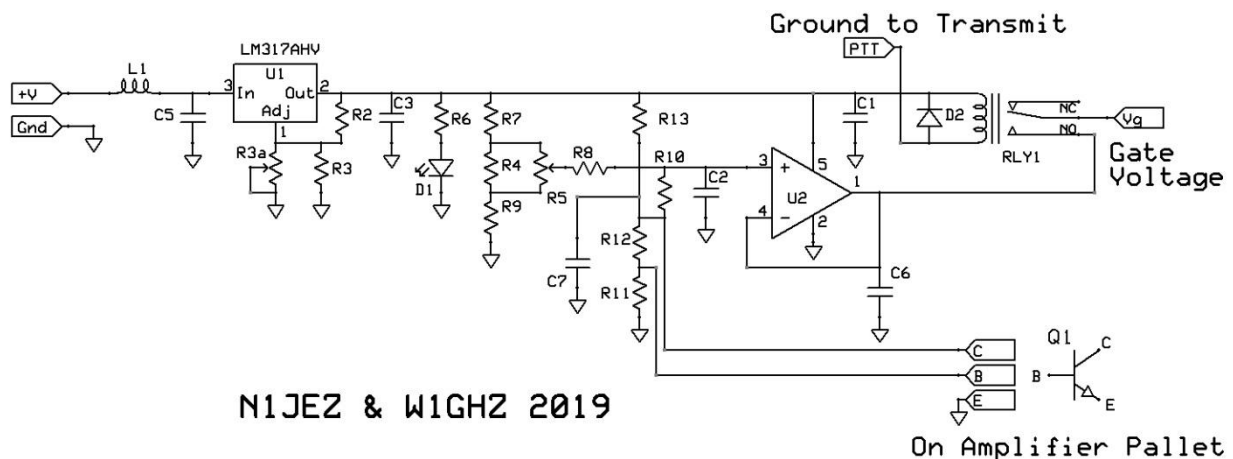 Ground to Transmit
PTT
LM317AHV
L1
U1
+V
3 In Out 2
Adj
C5
1
Gnd
R2
C3
R6
R7
R13
C1
D2
NC
NO
Vg
RLY1
Gate
Voltage
R3a
R3
D1
R4
R5
R8
R10
C2
3
+
5
U2
1
4
-
2
R9
R12
C7
R11
C6
C
B
E
Q1
C
B
E
N1JEZ & W1GHZ 2019
On Amplifier Pallet